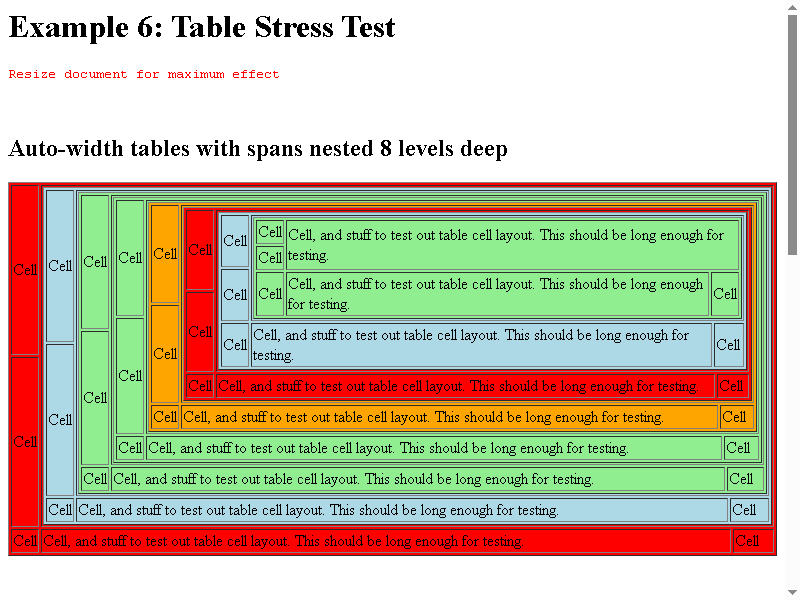 Example 6: Table Stress Test
Resize document for maximum effect
Auto-width tables with spans nested 8 levels deep
Cell
Cell
Cell
Cell
Cell
Cell
Cell
Cell
Cell, and stuff to test out table cell layout. This should be long enough for
testing.
Cell
Cell
Cell
Cell, and stuff to test out table cell layout. This should be long enough
for testing.
Cell
Cell
Cell
Cell
Cell
Cell
Cell
Cell, and stuff to test out table cell layout. This should be long enough for
testing.
Cell
Cell
Cell, and stuff to test out table cell layout. This should be long enough for testing.
Cell
Cell
Cell
Cell
Cell, and stuff to test out table cell layout. This should be long enough for testing.
Cell
Cell
Cell, and stuff to test out table cell layout. This should be long enough for testing.
Cell
Cell
Cell, and stuff to test out table cell layout. This should be long enough for testing.
Cell
Cell
Cell, and stuff to test out table cell layout. This should be long enough for testing.
Cell
Cell
Cell, and stuff to test out table cell layout. This should be long enough for testing.
Cell